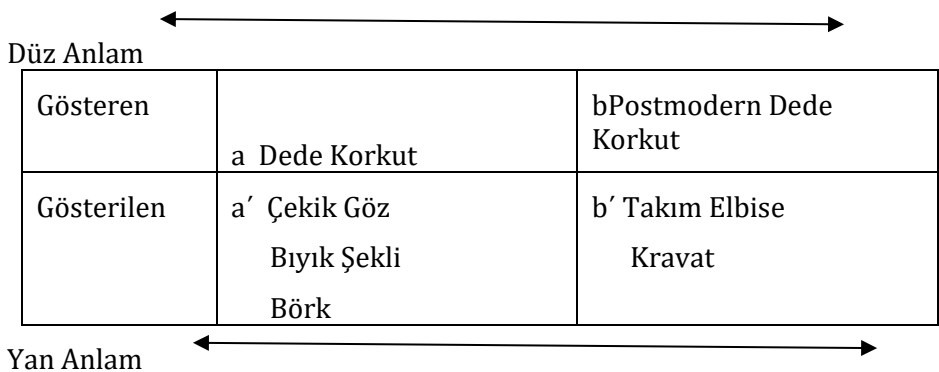 Düz Anlam
Gösteren
a Dede Korkut
bPostmodern Dede
Korkut
Gösterilen
a´ Çekik Göz
Bıyık Şekli
Börk
b´ Takım Elbise
Kravat
Yan Anlam